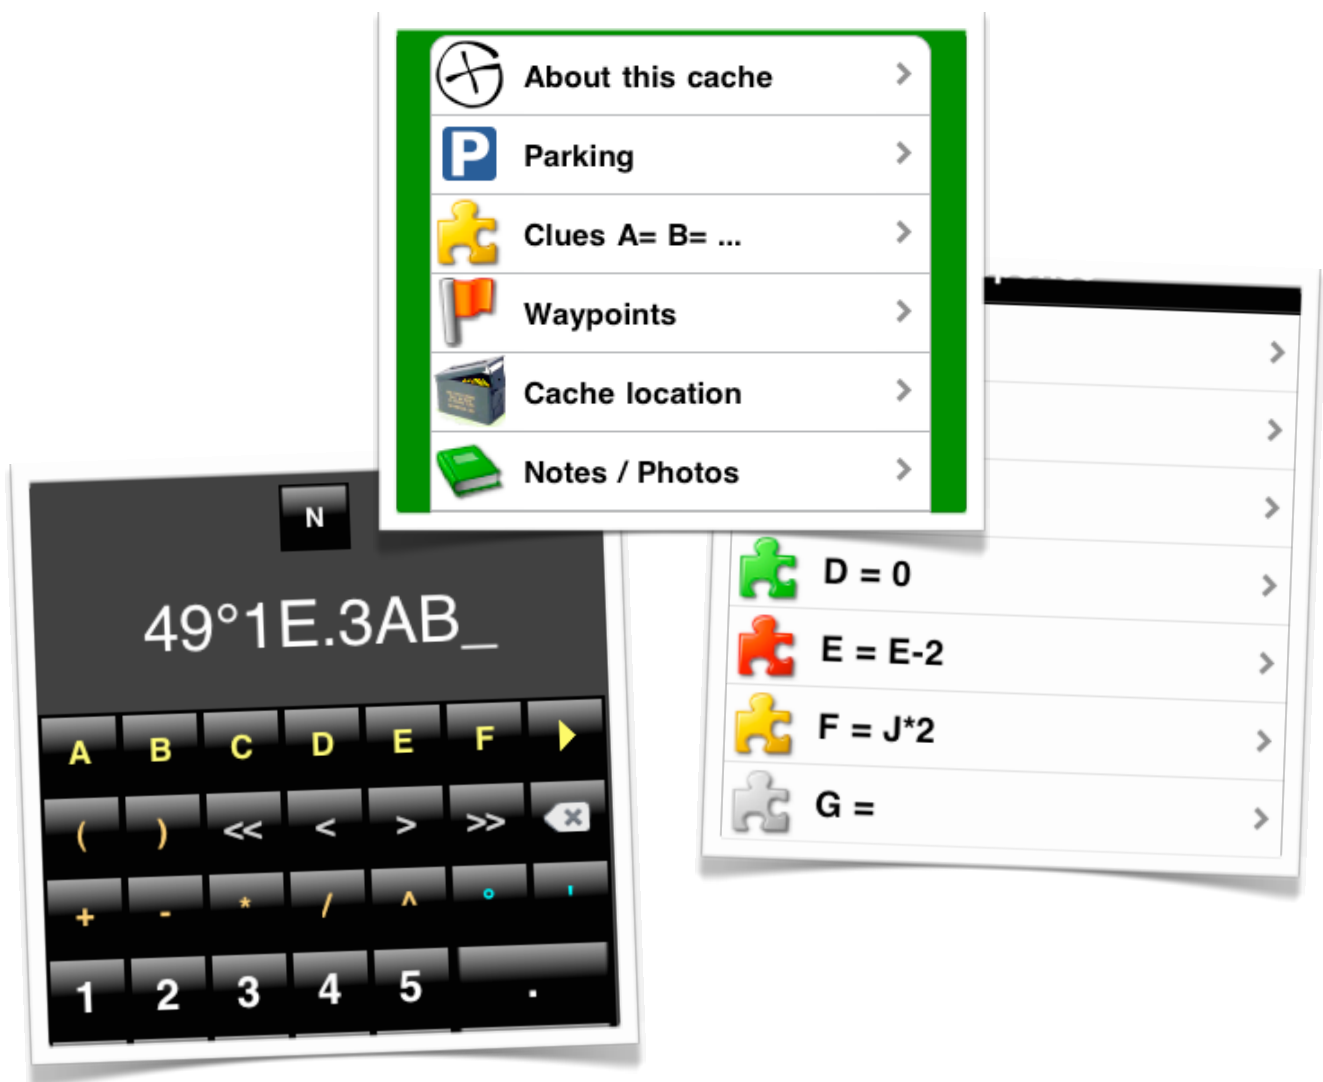 About this cache
P
Parking
Clues A= B= ...
Waypoints
Cache location
Notes / Photos
N
49°1E.3AB_
A B C D E F
( ) << < > >>
+ - * / ^ ° '
1 2 3 4 5 .
D = 0
E = E-2
F = J*2
G =